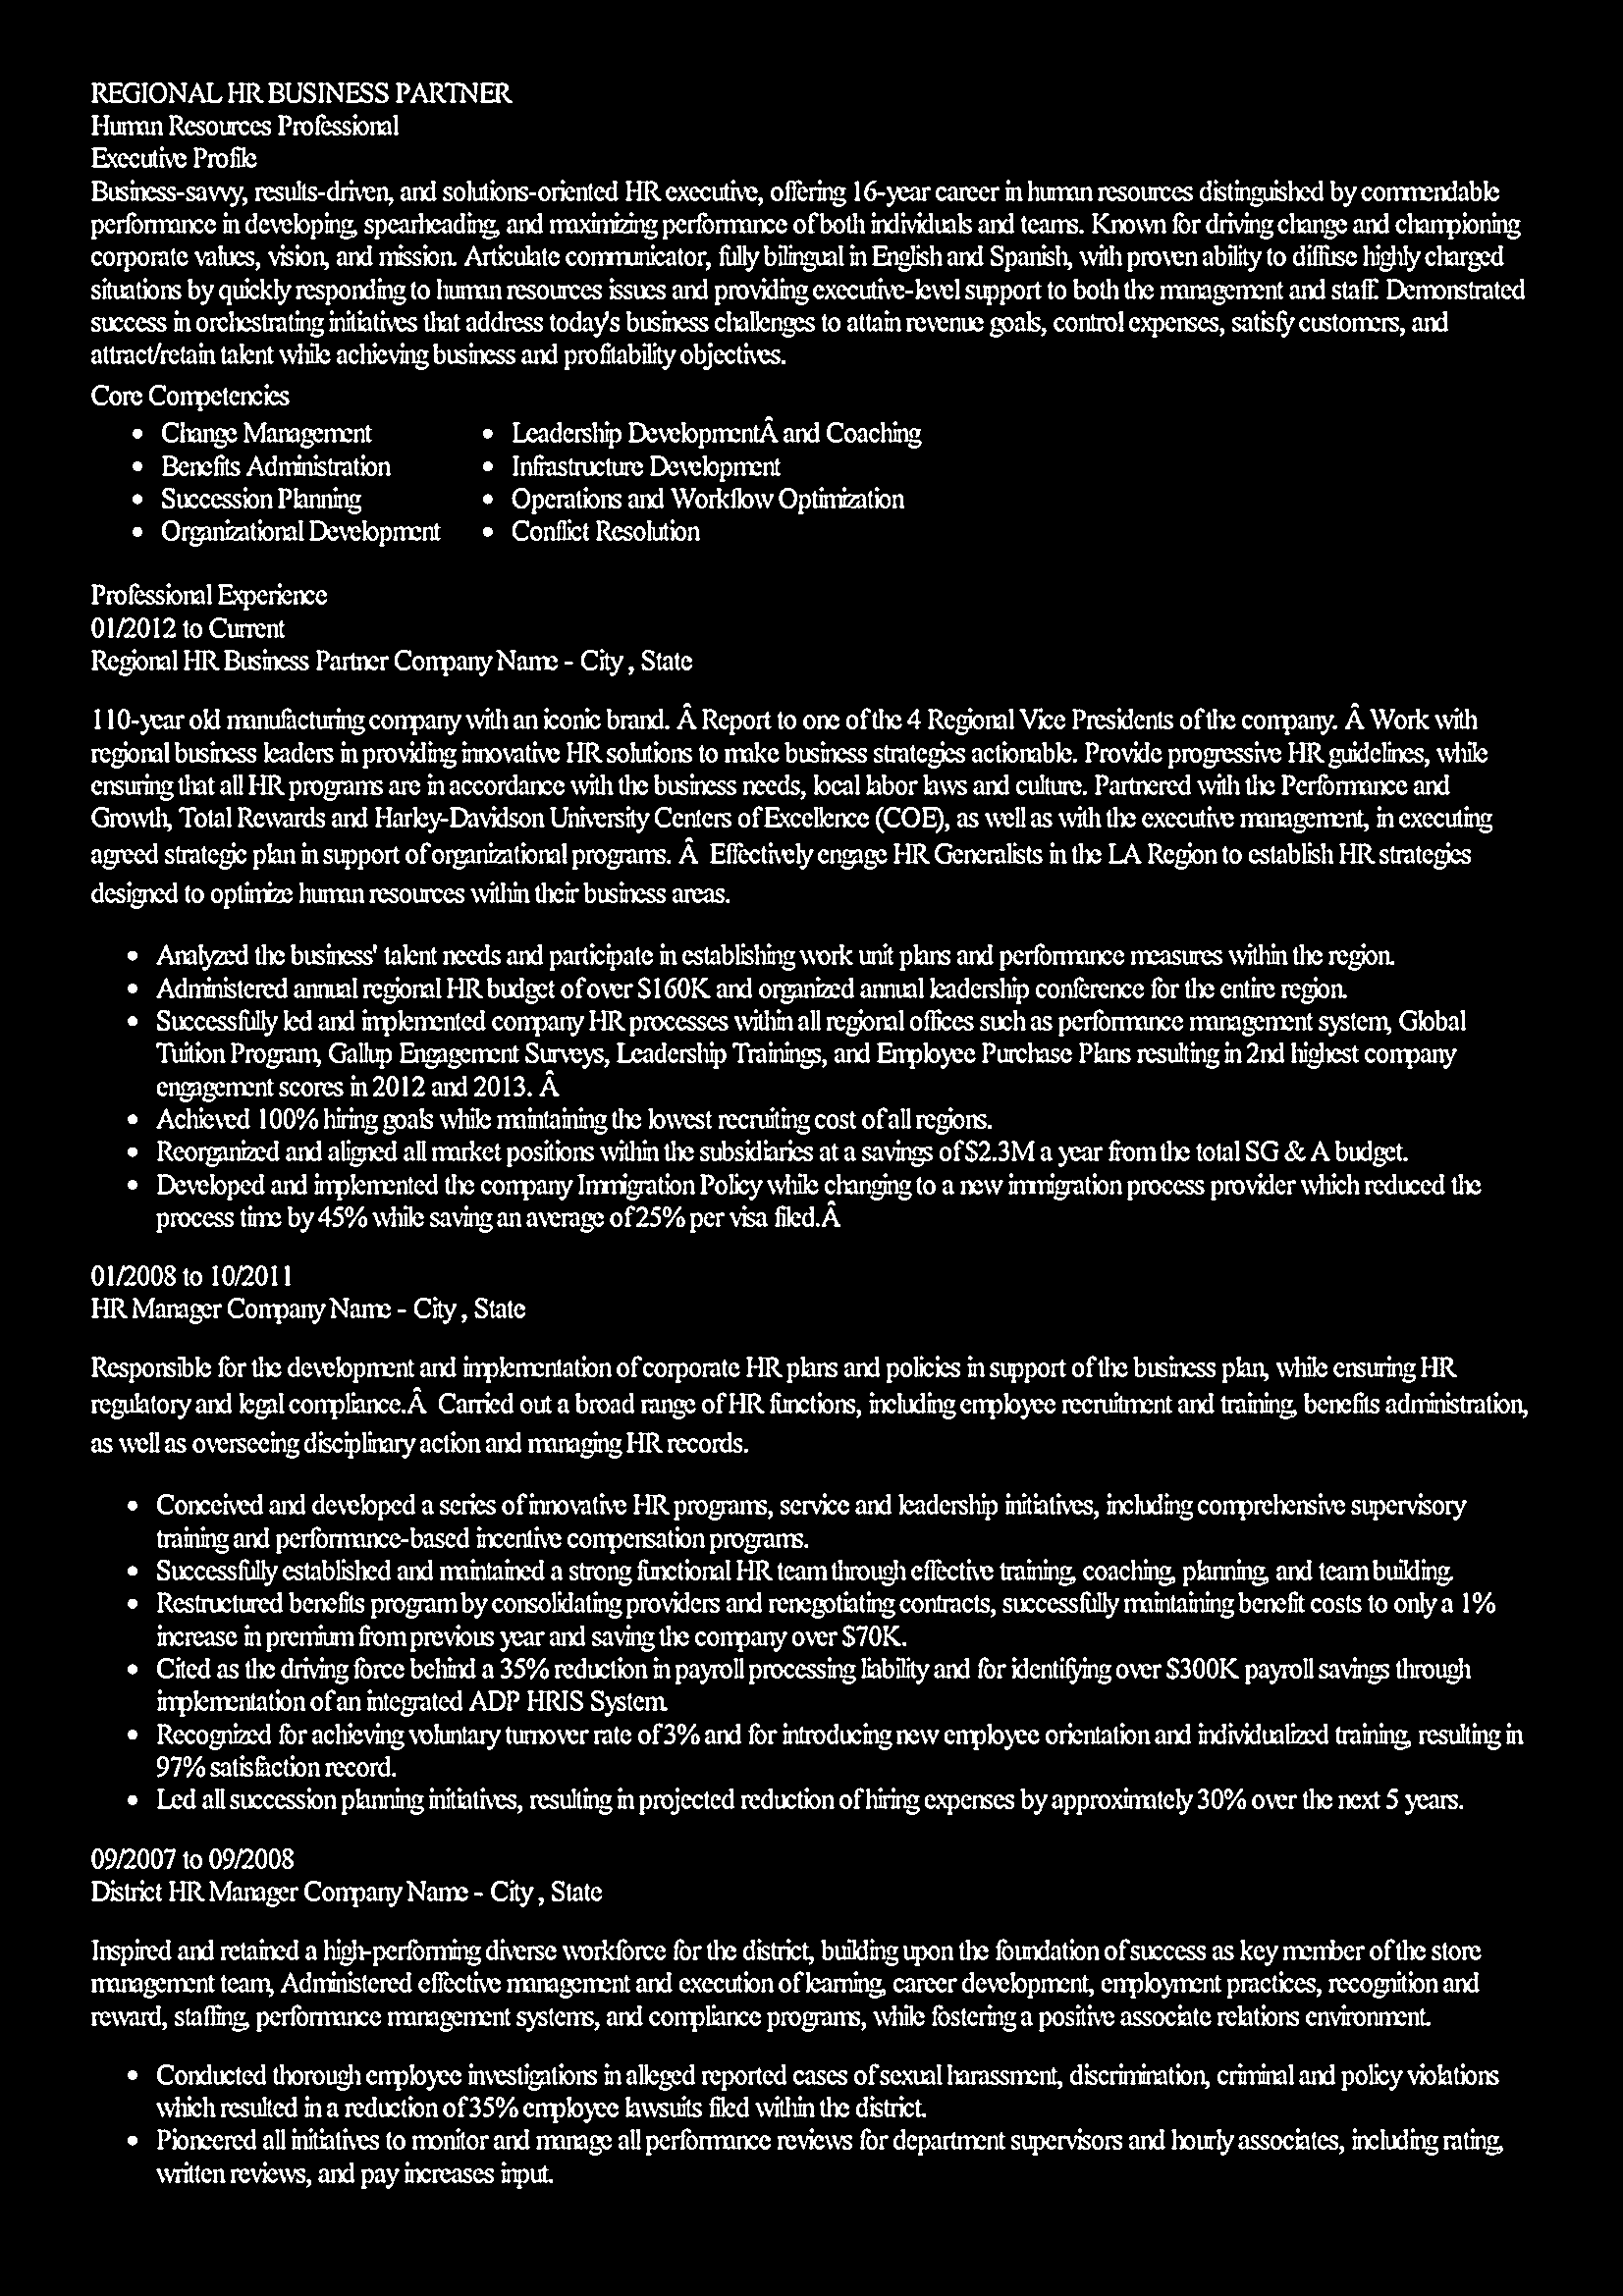 REGIONAL HR BUSINESS PARTNER
Human Resources Professional
Executive Profile
Business-savvy, results-driven, and solutions-oriented HR executive, offering 16-year career in human resources distinguished by commendable
performance in developing, spearheading, and maximizing performance of both individuals and teams. Known for driving change and championing
corporate values, vision, and mission. Articulate communicator, fully bilingual in English and Spanish, with proven ability to diffuse highly charged
situations by quickly responding to human resources issues and providing executive-level support to both the management and staff. Demonstrated
success in orchestrating initiatives that address today's business challenges to attain revenue goals, control expenses, satisfy customers, and
attract/retain talent while achieving business and profitability objectives.
Core Competencies
• Change Management
• Benefits Administration
• Succession Planning
• Organizational Development
• Leadership DevelopmentÂ and Coaching
• Infrastructure Development
• Operations and Workflow Optimization
• Conflict Resolution
Professional Experience
01/2012 to Current
Regional HR Business Partner Company Name - City , State
110-year old manufacturing company with an iconic brand. Â Report to one of the 4 Regional Vice Presidents of the company. Â Work with
regional business leaders in providing innovative HR solutions to make business strategies actionable. Provide progressive HR guidelines, while
ensuring that all HR programs are in accordance with the business needs, local labor laws and culture. Partnered with the Performance and
Growth, Total Rewards and Harley-Davidson University Centers of Excellence (COE), as well as with the executive management, in executing
agreed strategic plan in support of organizational programs. Â  Effectively engage HR Generalists in the LA Region to establish HR strategies
designed to optimize human resources within their business areas.
• Analyzed the business' talent needs and participate in establishing work unit plans and performance measures within the region.
• Administered annual regional HR budget of over $160K and organized annual leadership conference for the entire region.
• Successfully led and implemented company HR processes within all regional offices such as performance management system, Global
Tuition Program, Gallup Engagement Surveys, Leadership Trainings, and Employee Purchase Plans resulting in 2nd highest company
engagement scores in 2012 and 2013. Â
• Achieved 100% hiring goals while maintaining the lowest recruiting cost of all regions.
• Reorganized and aligned all market positions within the subsidiaries at a savings of $2.3M a year from the total SG & A budget.
• Developed and implemented the company Immigration Policy while changing to a new immigration process provider which reduced the
process time by 45% while saving an average of 25% per visa filed.Â
01/2008 to 10/2011
HR Manager Company Name - City , State
Responsible for the development and implementation of corporate HR plans and policies in support of the business plan, while ensuring HR
regulatory and legal compliance.Â  Carried out a broad range of HR functions, including employee recruitment and training, benefits administration,
as well as overseeing disciplinary action and managing HR records.
• Conceived and developed a series of innovative HR programs, service and leadership initiatives, including comprehensive supervisory
training and performance-based incentive compensation programs.
• Successfully established and maintained a strong functional HR team through effective training, coaching, planning, and team building.
• Restructured benefits program by consolidating providers and renegotiating contracts, successfully maintaining benefit costs to only a 1%
increase in premium from previous year and saving the company over $70K.
• Cited as the driving force behind a 35% reduction in payroll processing liability and for identifying over $300K payroll savings through
implementation of an integrated ADP HRIS System.
• Recognized for achieving voluntary turnover rate of 3% and for introducing new employee orientation and individualized training, resulting in
97% satisfaction record.
• Led all succession planning initiatives, resulting in projected reduction of hiring expenses by approximately 30% over the next 5 years.
09/2007 to 09/2008
District HR Manager Company Name - City , State
Inspired and retained a high-performing diverse workforce for the district, building upon the foundation of success as key member of the store
management team, Administered effective management and execution of learning, career development, employment practices, recognition and
reward, staffing, performance management systems, and compliance programs, while fostering a positive associate relations environment.
• Conducted thorough employee investigations in alleged reported cases of sexual harassment, discrimination, criminal and policy violations
which resulted in a reduction of 35% employee lawsuits filed within the district.
• Pioneered all initiatives to monitor and manage all performance reviews for department supervisors and hourly associates, including rating,
written reviews, and pay increases input.